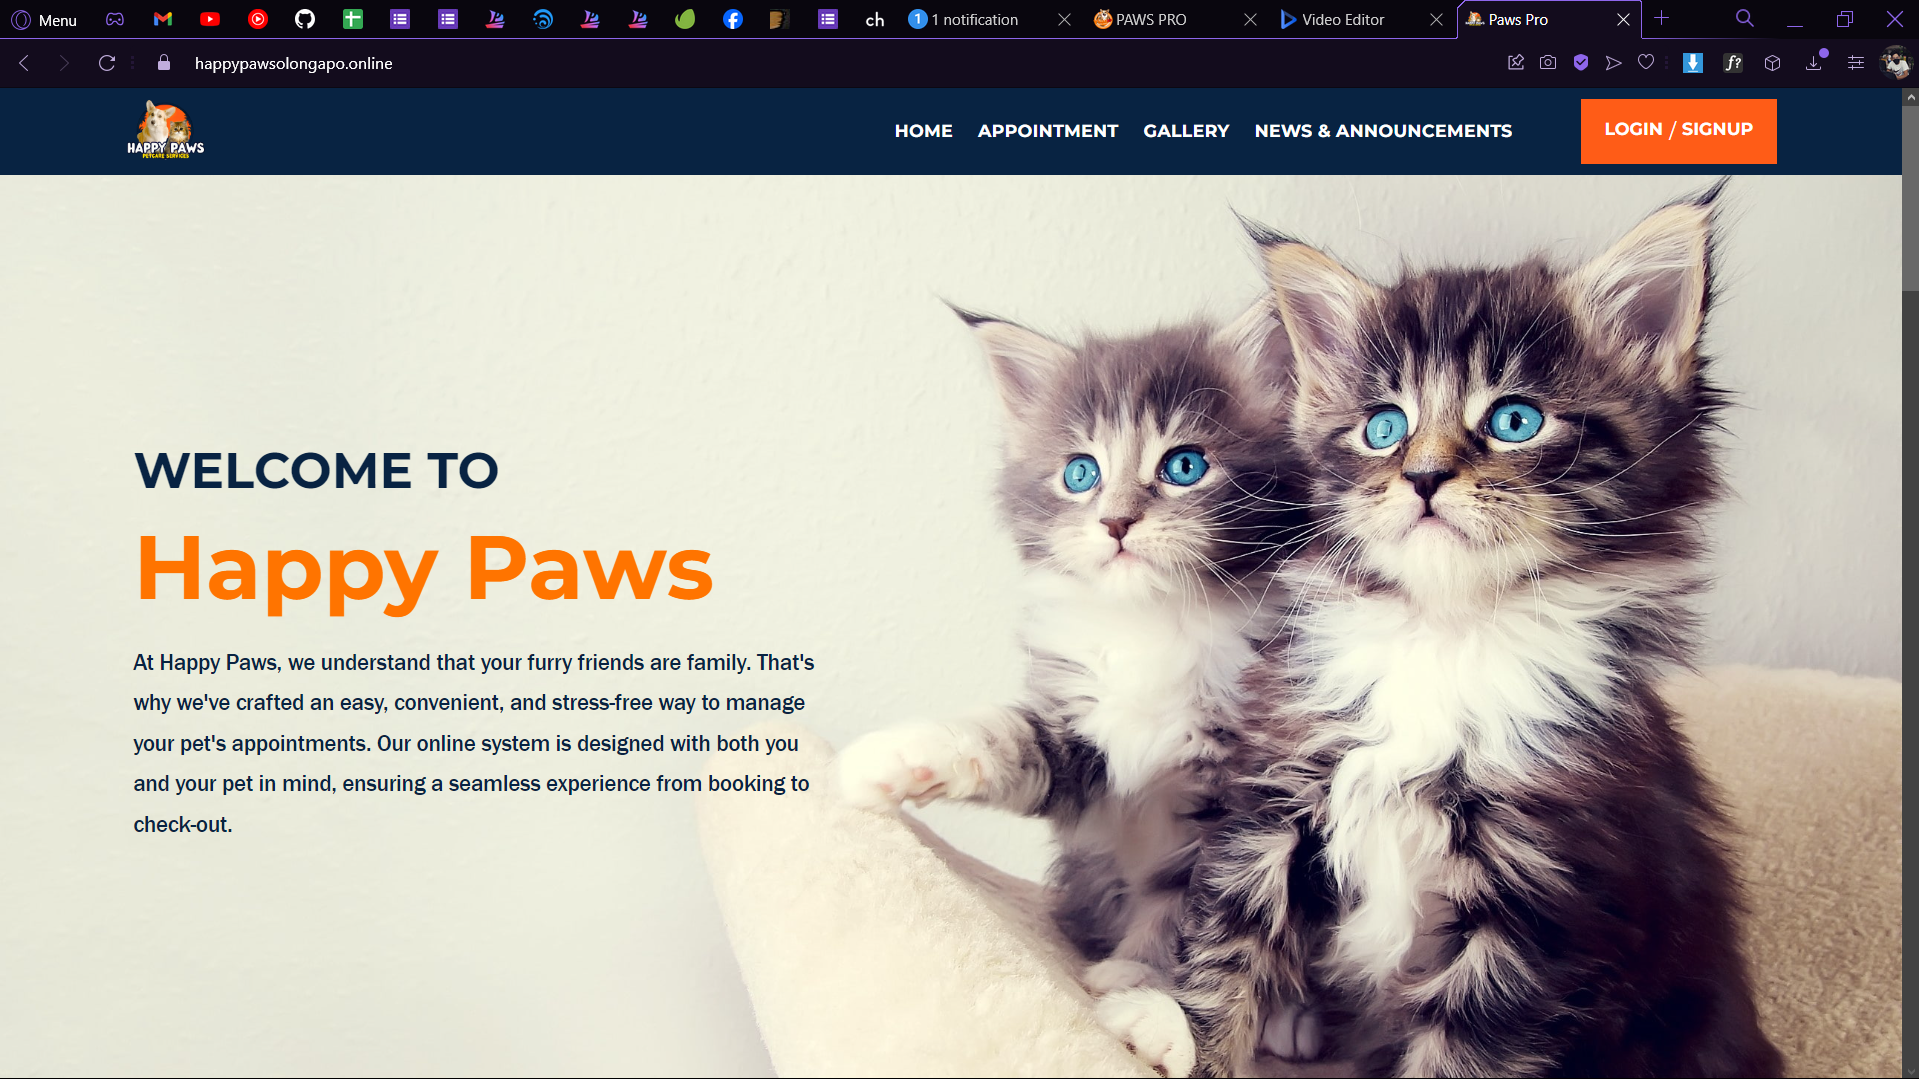 Menu
ch
1
1 notification
PAWS PRO
Video Editor
Paws Pro
happypawsolongapo.online
f?
HAPPY PAWS
PETCARE SERVICES
HOME
APPOINTMENT
GALLERY
NEWS & ANNOUNCEMENTS
LOGIN / SIGNUP
WELCOME TO
Happy Paws
At Happy Paws, we understand that your furry friends are family. That's
why we've crafted an easy, convenient, and stress-free way to manage
your pet's appointments. Our online system is designed with both you
and your pet in mind, ensuring a seamless experience from booking to
check-out.